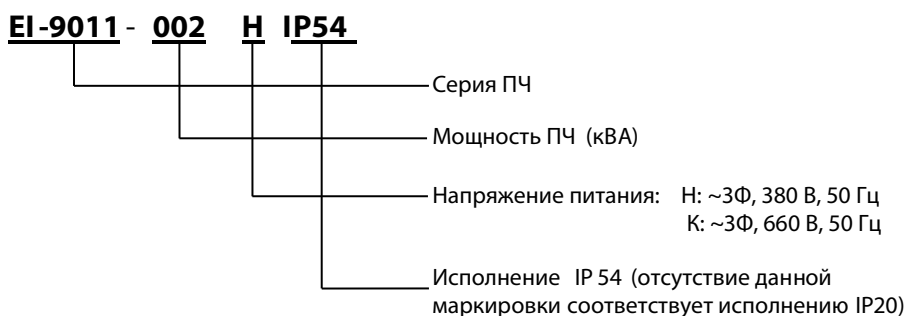 EI-9011 - 002 H IP54
Серия ПЧ
Мощность ПЧ (кВА)
Напряжение питания: Н: ~3Ф, 380 В, 50 Гц
К: ~3Ф, 660 В, 50 Гц
Исполнение IP 54 (отсутствие данной
маркировки соответствует исполнению IP20)